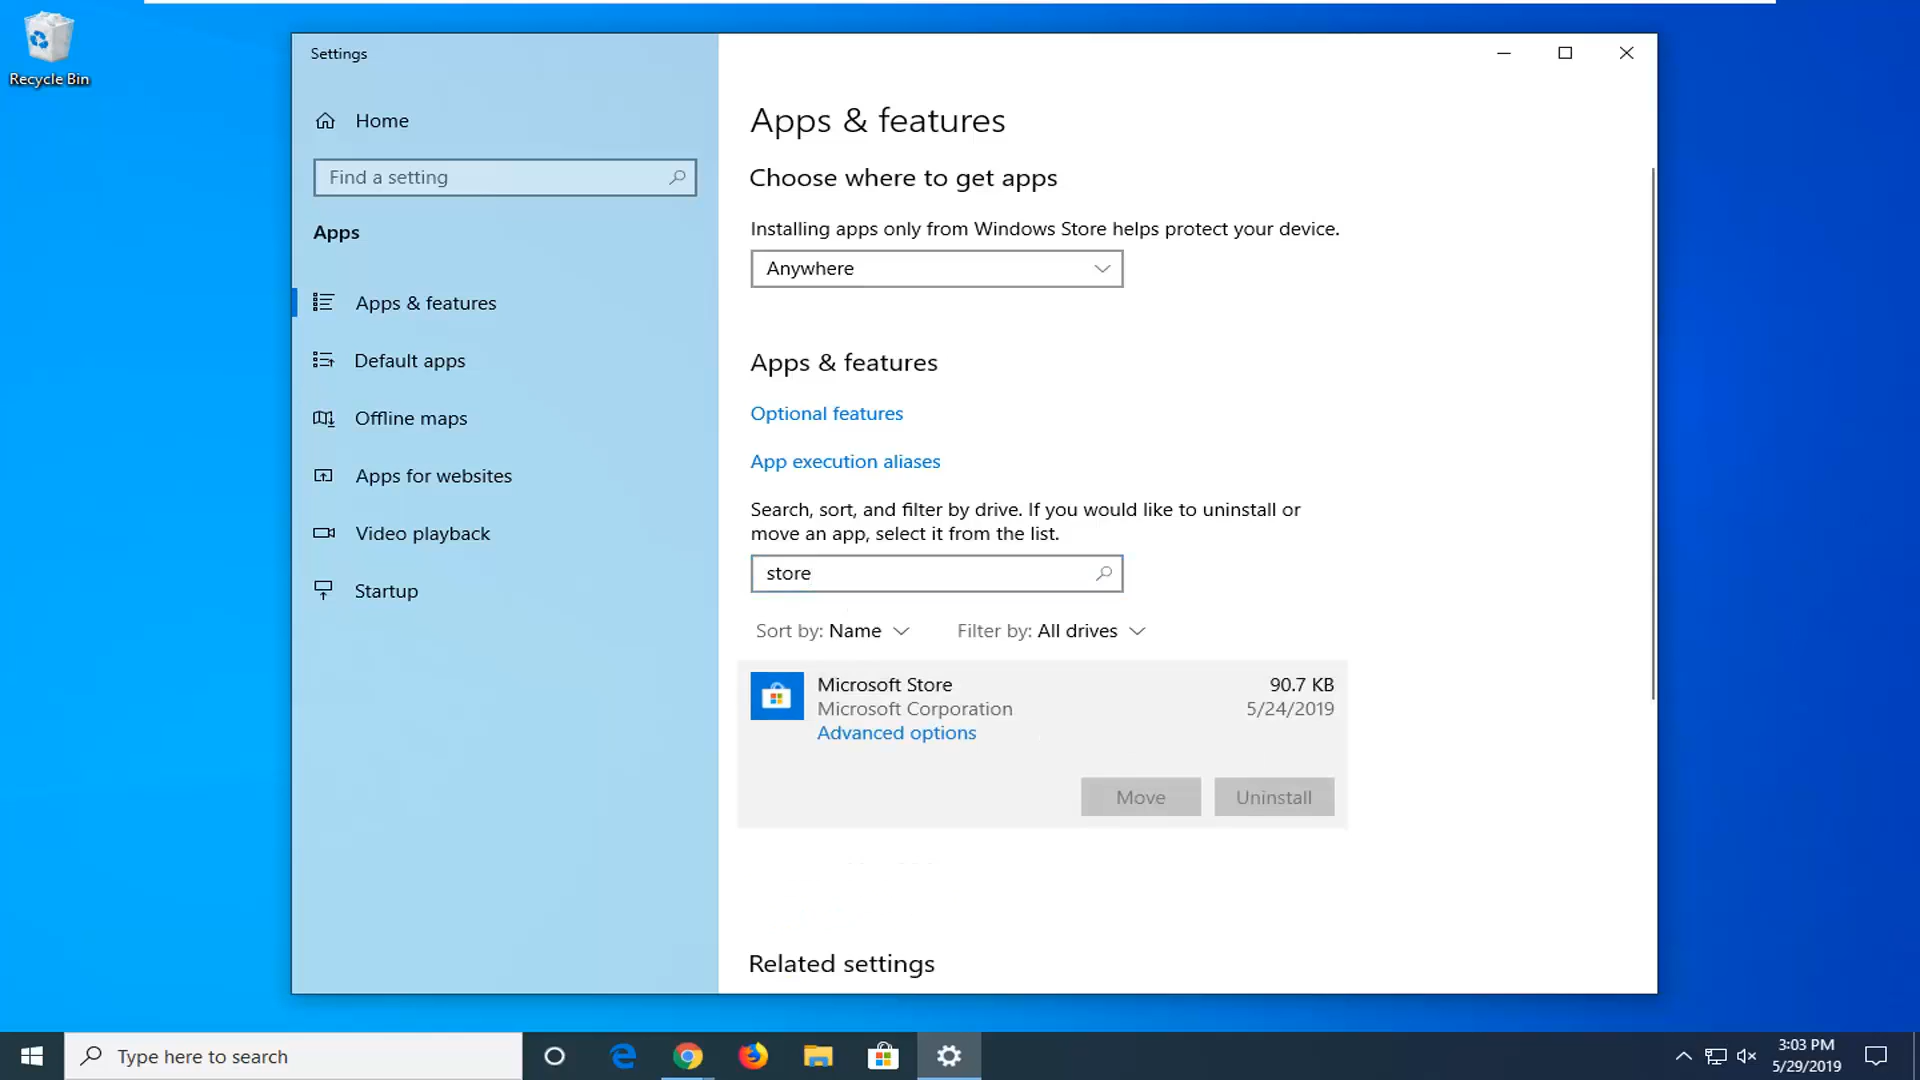 Recycle Bin
Settings
Home
Find a setting
Apps
Apps & features
Default apps
Offline maps
Apps for websites
Video playback
Startup
Apps & features
Choose where to get apps
Installing apps only from Windows Store helps protect your device.
Anywhere
Apps & features
Optional features
App execution aliases
Search, sort, and filter by drive. If you would like to uninstall or
move an app, select it from the list.
store
Sort by: Name
Filter by: All drives
Microsoft Store
90.7 KB
Microsoft Corporation
5/24/2019
Advanced options
Move
Uninstall
Related settings
Type here to search
3:03 PM
5/29/2019